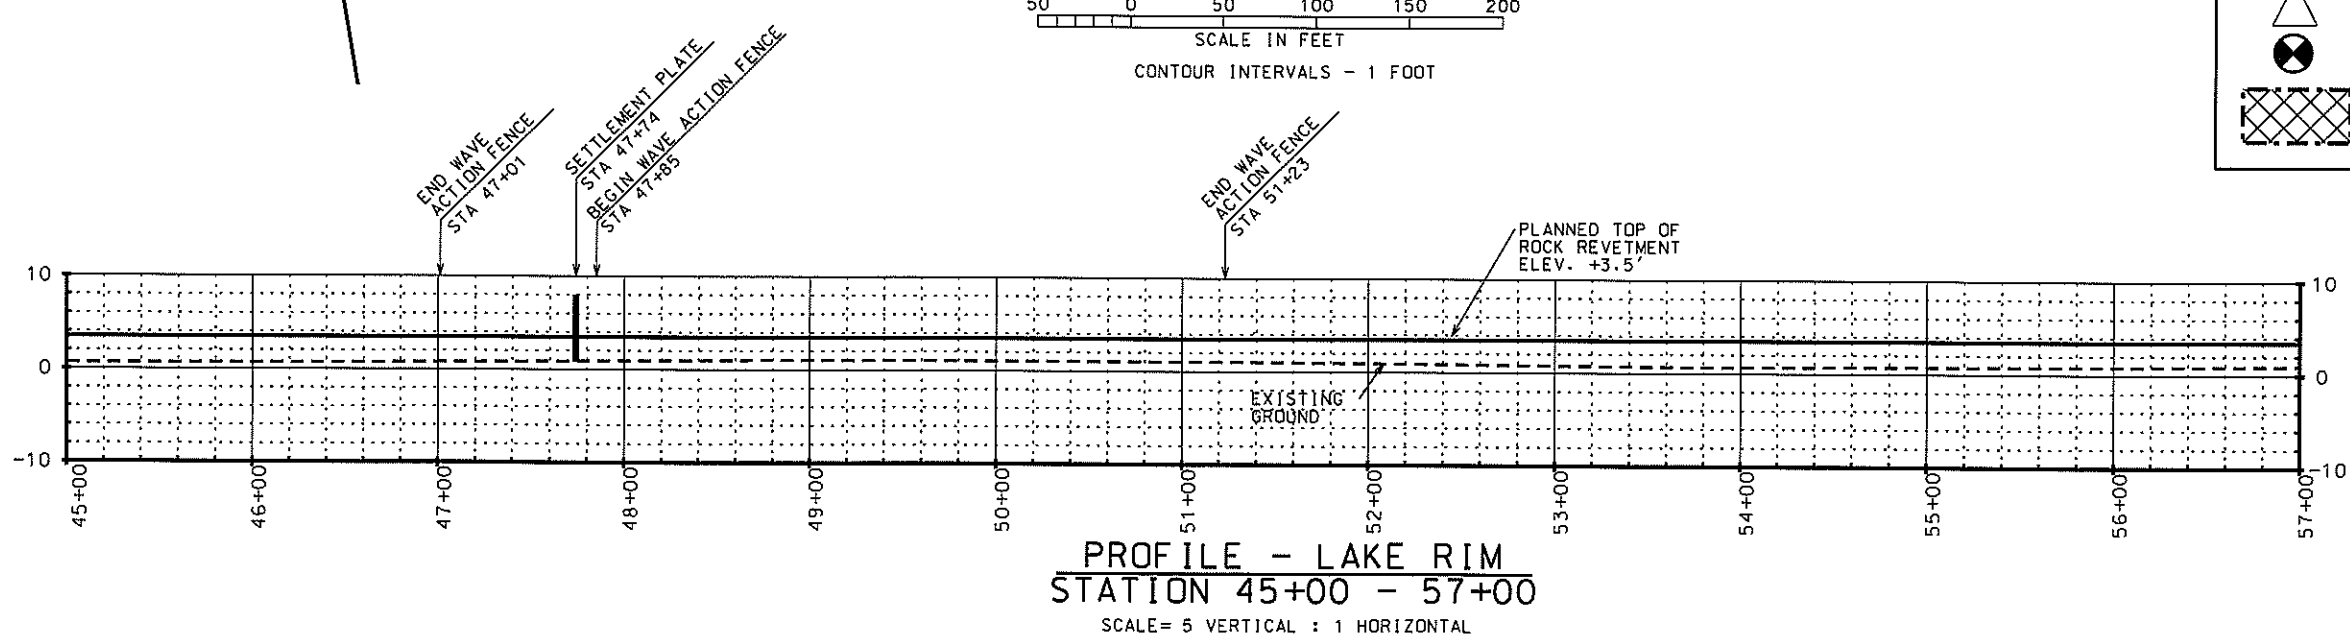 50 0 50 100 150 200
SCALE IN FEET
CONTOUR INTERVALS - 1 FOOT
END WAVE
ACTION FENCE
STA 47+01
SETTLEMENT PLATE
STA 47+74
BEGIN WAVE ACTION FENCE
STA 47+85
END WAVE
ACTION FENCE
STA 51+23
PLANNED TOP OF
ROCK REVETMENT
ELEV. +3.5'
10
0
-10
10
0
-10
EXISTING
GROUND
45+00 46+00 47+00 48+00 49+00 50+00 51+00 52+00 53+00 54+00 55+00 56+00 57+00
PROFILE - LAKE RIM
STATION 45+00 - 57+00
SCALE= 5 VERTICAL : 1 HORIZONTAL